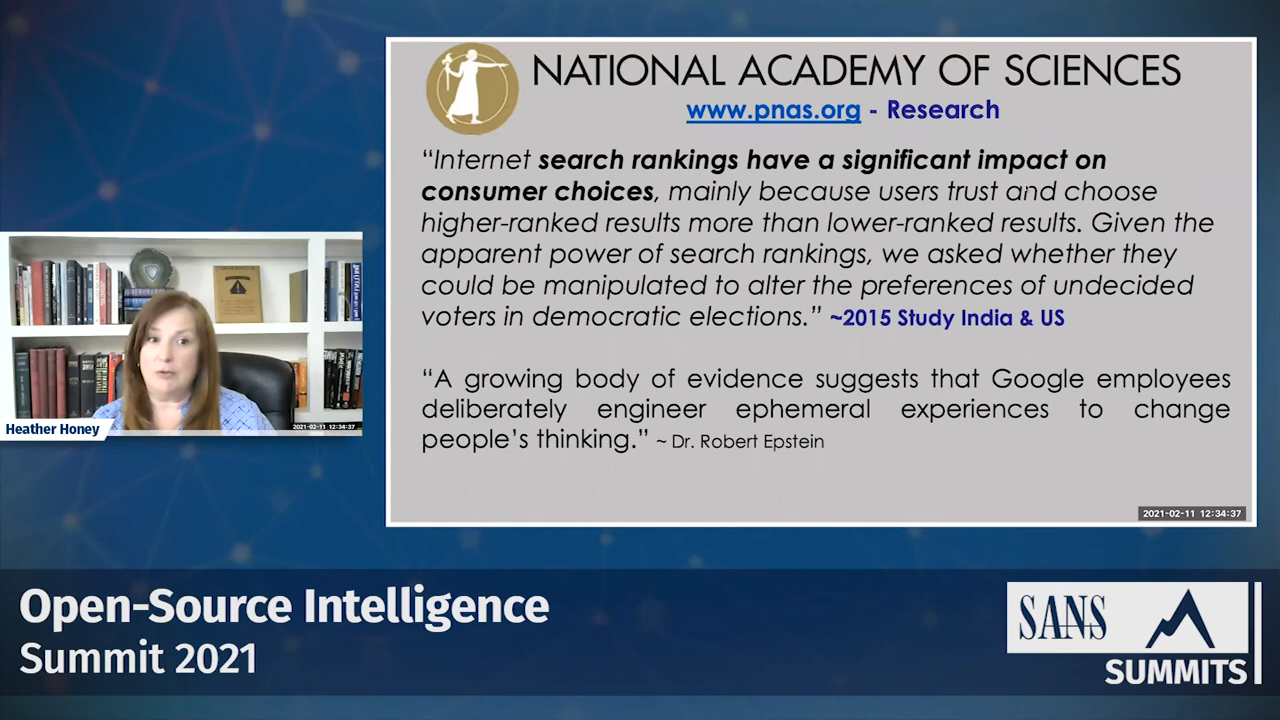 NATIONAL ACADEMY OF SCIENCES
www.pnas.org - Research
“Internet search rankings have a significant impact on
consumer choices, mainly because users trust and choose
higher-ranked results more than lower-ranked results. Given the
apparent power of search rankings, we asked whether they
could be manipulated to alter the preferences of undecided
voters in democratic elections.” ~2015 Study India & US
“A growing body of evidence suggests that Google employees
deliberately engineer ephemeral experiences to change
people’s thinking.” ~ Dr. Robert Epstein
2021-02-11 12:34:37
Heather Honey
2021-02-11 12:34:37
Open-Source Intelligence
Summit 2021
SANS
SUMMITS